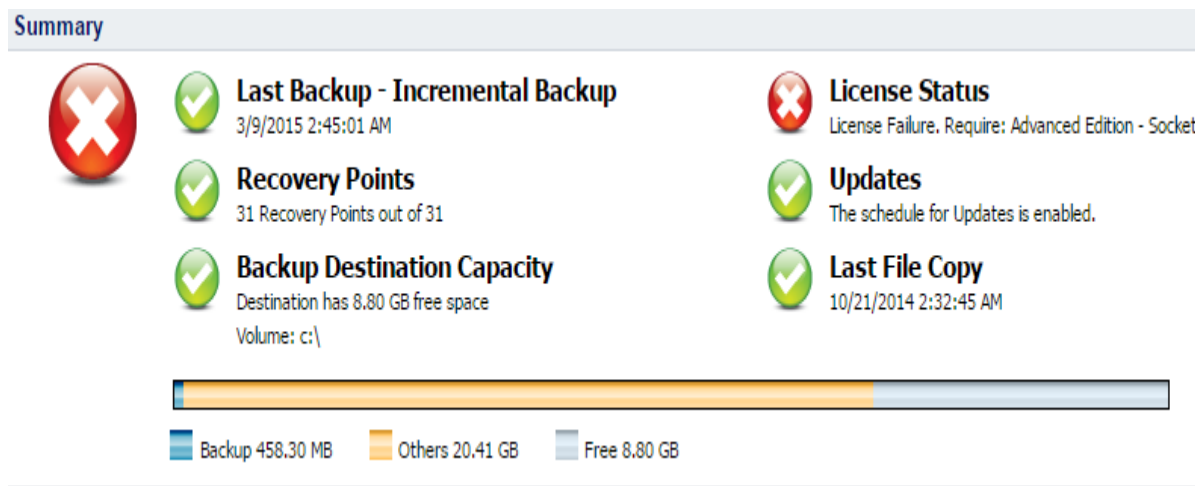 Summary
Last Backup - Incremental Backup
3/9/2015 2:45:01 AM
Recovery Points
31 Recovery Points out of 31
Backup Destination Capacity
Destination has 8.80 GB free space
Volume: c:\
License Status
License Failure. Require: Advanced Edition - Socket
Updates
The schedule for Updates is enabled.
Last File Copy
10/21/2014 2:32:45 AM
Backup 458.30 MB
Others 20.41 GB
Free 8.80 GB